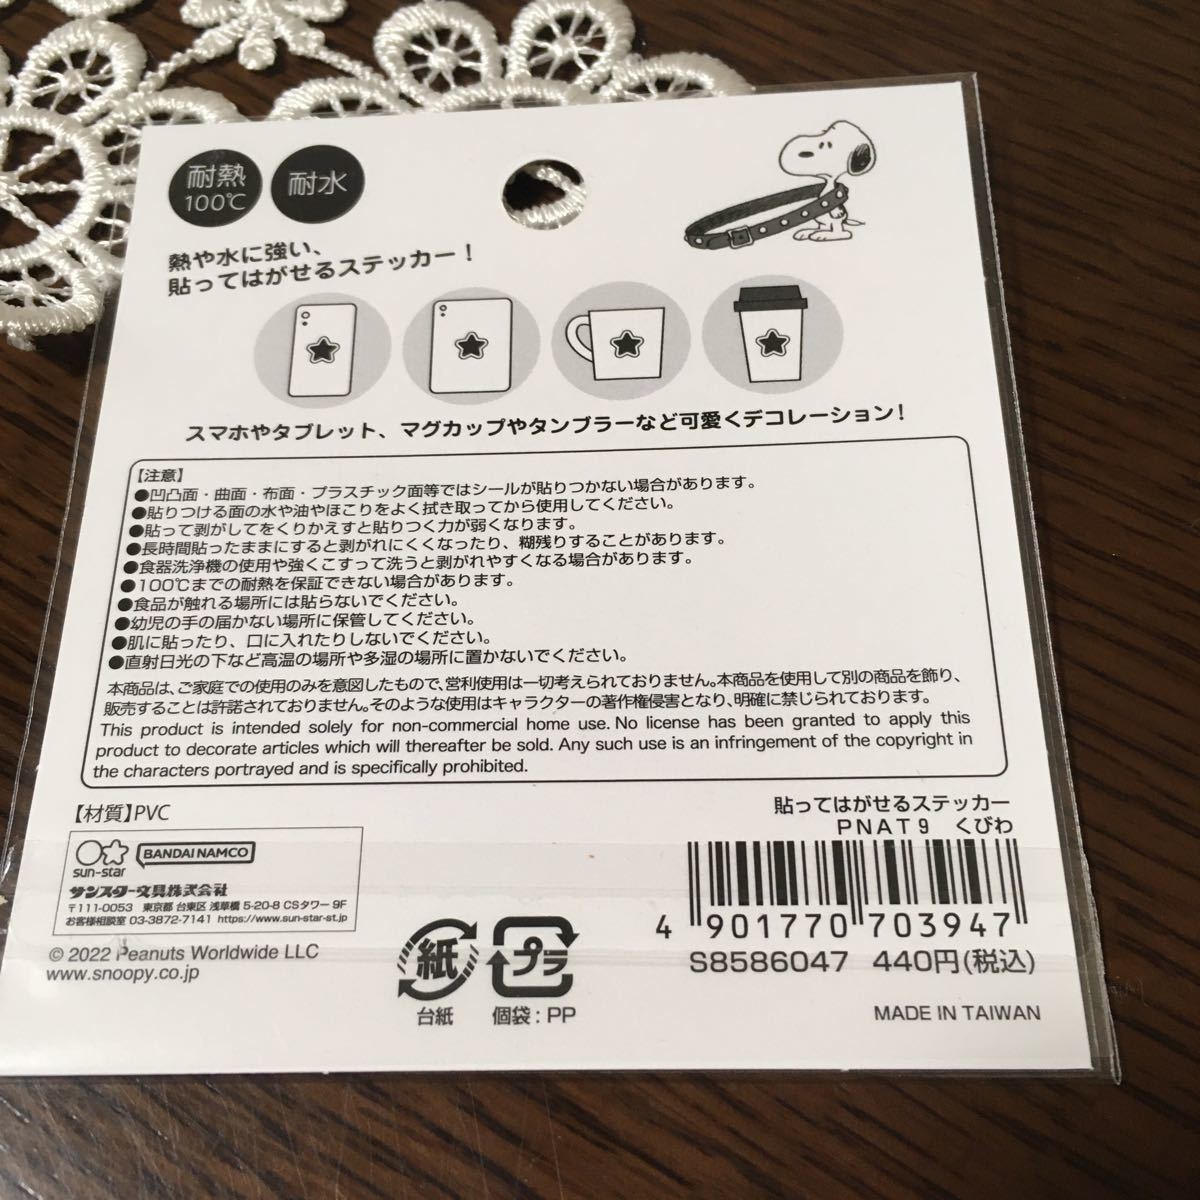 耐熱
100℃
耐水
熱や水に強い、
貼ってはがせるステッカー！
スマホやタブレット、マグカップやタンブラーなど可愛くデコレーション！
【注意】
●凹凸面・曲面・布面・プラスチック面等ではシールが貼りつかない場合があります。
●貼りつける面の水や油やほこりをよく拭き取ってから使用してください。
●貼って剥がしてをくりかえすと貼りつく力が弱くなります。
●長時間貼ったままにすると剥がれにくくなったり、糊残りすることがあります。
●食器洗浄機の使用や強くこすって洗うと剥がれやすくなる場合があります。
●100℃までの耐熱を保証できない場合があります。
●食品が触れる場所には貼らないでください。
●幼児の手の届かない場所に保管してください。
●肌に貼ったり、口に入れたりしないでください。
●直射日光の下など高温の場所や多湿の場所に置かないでください。
本商品は、ご家庭での使用のみを意図したもので、営利使用は一切考えられておりません。本商品を使用して別の商品を飾り、
販売することは許諾されておりません。そのような使用はキャラクターの著作権侵害となり、明確に禁じられております。
This product is intended solely for non-commercial home use. No license has been granted to apply this
product to decorate articles which will thereafter be sold. Any such use is an infringement of the copyright in
the characters portrayed and is specifically prohibited.
【材質】PVC
sun-star
BANDAI NAMCO
サンスター文具株式会社
〒111-0053 東京都 台東区 浅草橋 5-20-8 CSタワー 9F
お客様相談室 03-3872-7141 https://www.sun-star-st.jp
© 2022 Peanuts Worldwide LLC
www.snoopy.co.jp
紙
台紙
プラ
個袋：PP
貼ってはがせるステッカー
PNAT9 くびわ
4 901770 703947
S8586047 440円(税込)
MADE IN TAIWAN